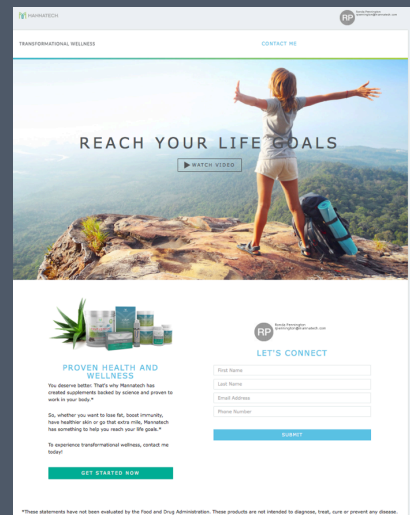 MANNATECH
RP
TRANSFORMATIONAL WELLNESS
CONTACT ME
REACH YOUR LIFE GOALS
WATCH VIDEO
PROVEN HEALTH AND
WELLNESS
You deserve better. That's why Mannatech has
created supplements backed by science and proven to
work in your body.*
So, whether you want to lose fat, boost immunity,
have healthier skin or go that extra mile, Mannatech
has something to help you reach your life goals.*
To experience transformational wellness, contact me
today!
GET STARTED NOW
RP
LET'S CONNECT
First Name
Last Name
Email Address
Phone Number
SUBMIT
*These statements have not been evaluated by the Food and Drug Administration. These products are not intended to diagnose, treat, cure or prevent any disease.